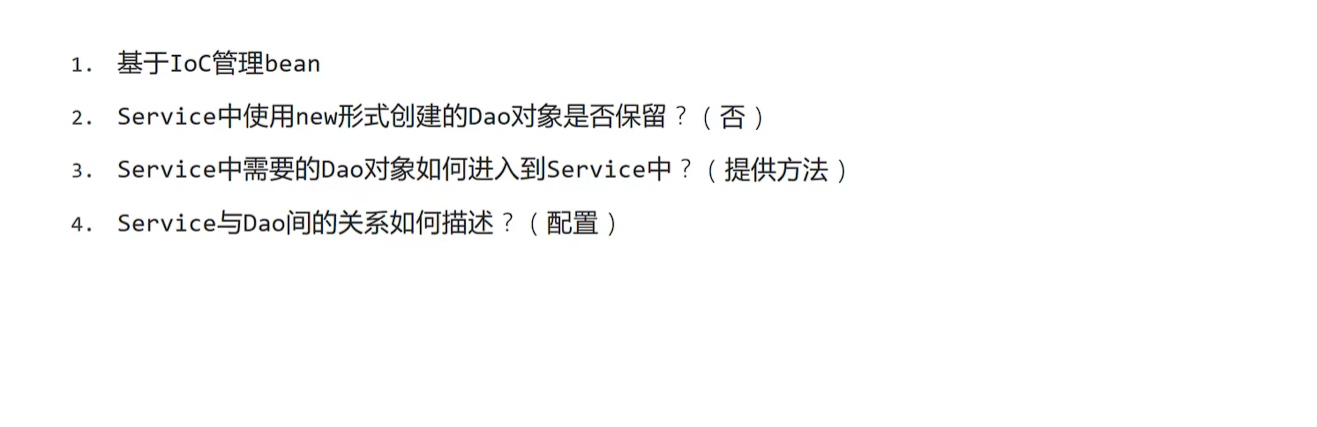 1. 基于IoC管理bean
2. Service中使用new形式创建的Dao对象是否保留？（否）
3. Service中需要的Dao对象如何进入到Service中？（提供方法）
4. Service与Dao间的关系如何描述？（配置）